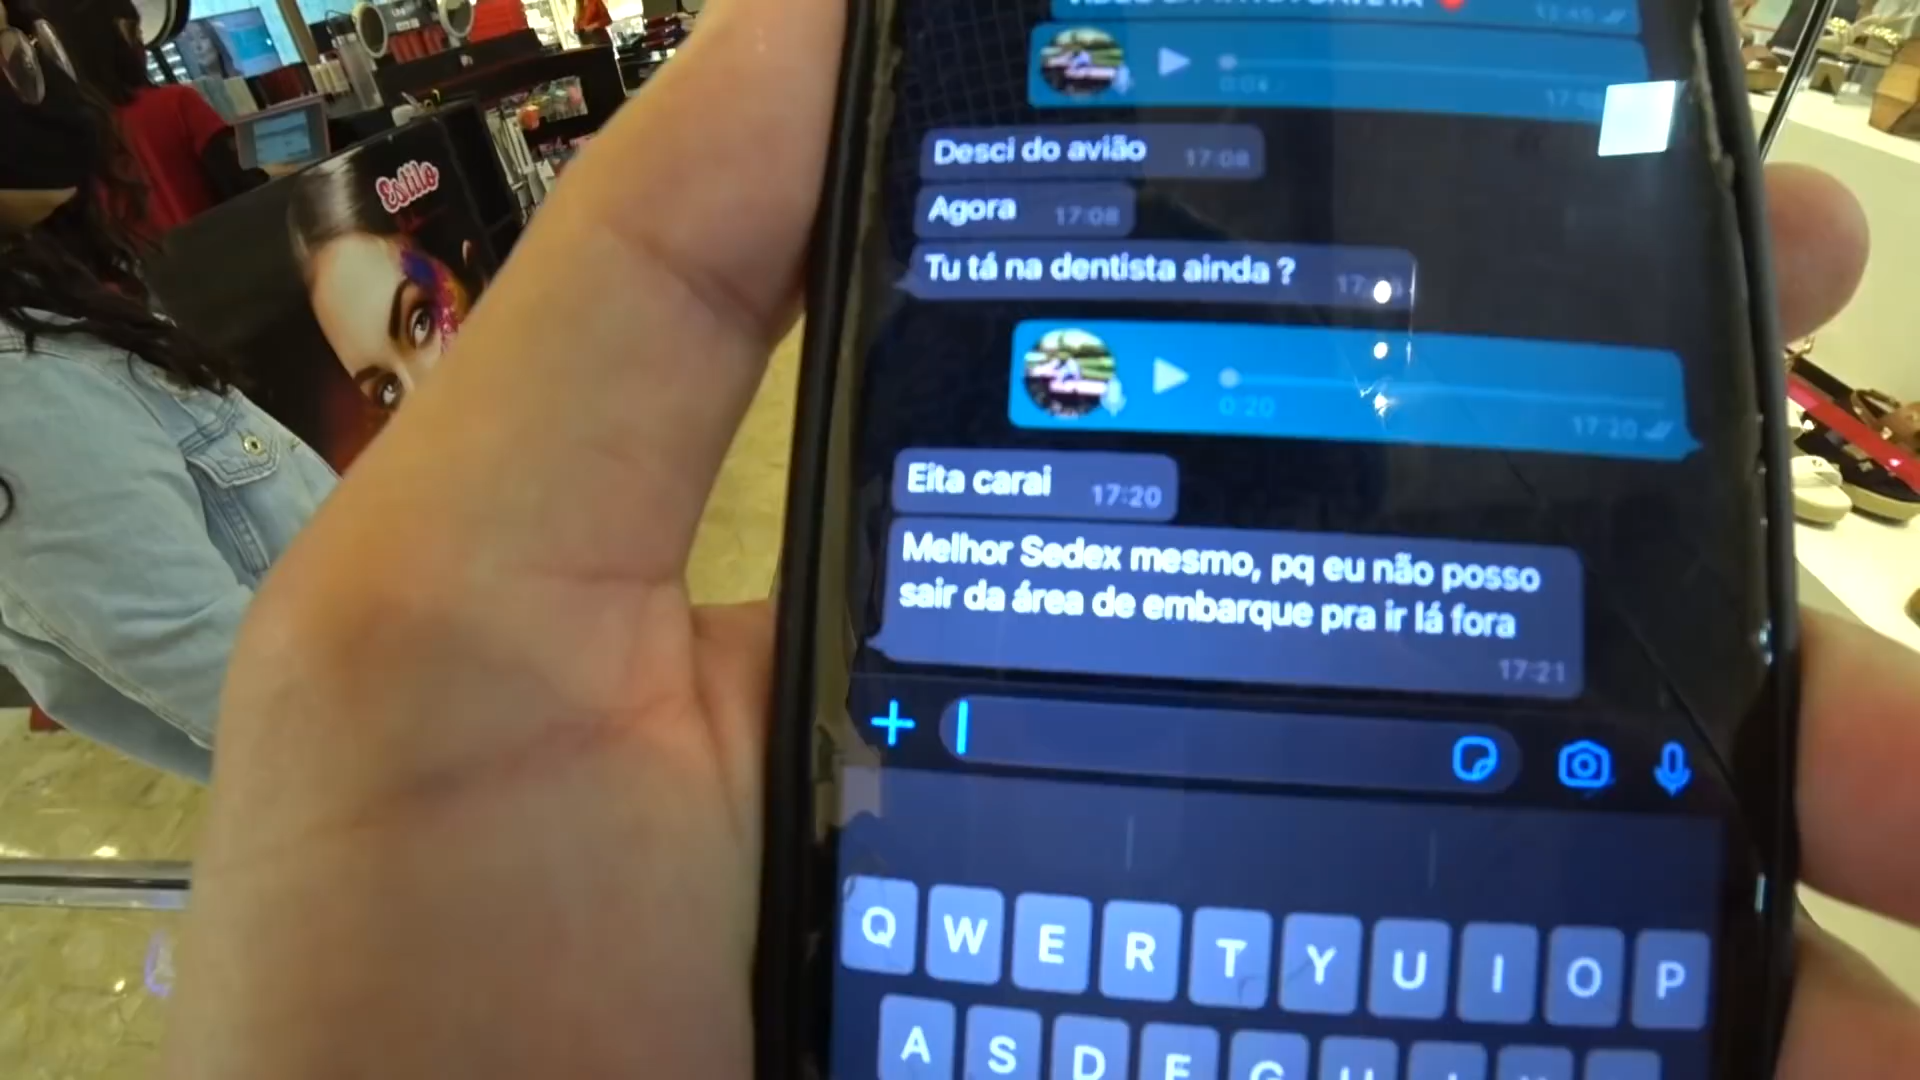 Estilo
Desci do avião 17:08
Agora 17:08
Tu tá na dentista ainda ?
0:20
17:20
Eita carai 17:20
Melhor Sedex mesmo, pq eu não posso
sair da área de embarque pra ir lá fora
17:21
Q W E R T Y U I O P
A S D